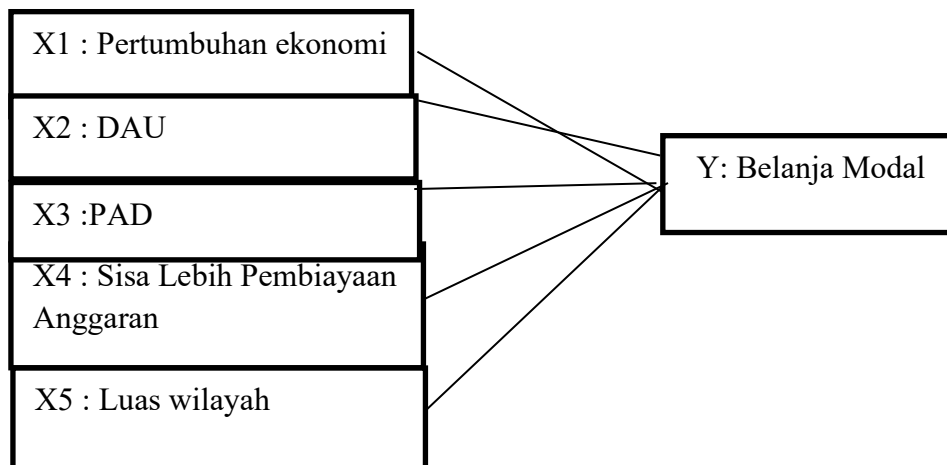 X1 : Pertumbuhan ekonomi
X2 : DAU
X3 :PAD
X4 : Sisa Lebih Pembiayaan
Anggaran
X5 : Luas wilayah
Y: Belanja Modal